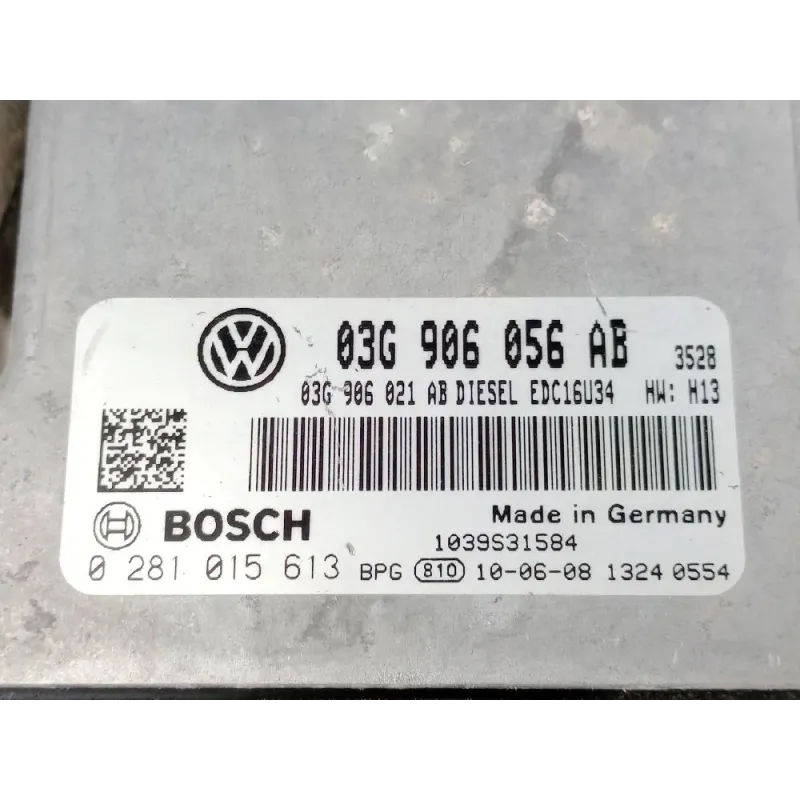 03G 906 056 AB 3528
03G 906 021 AB DIESEL EDC16U34 HW: H13
BOSCH Made in Germany
1039S31584
0 281 015 613 BPG 810 10-06-08 1324 0554